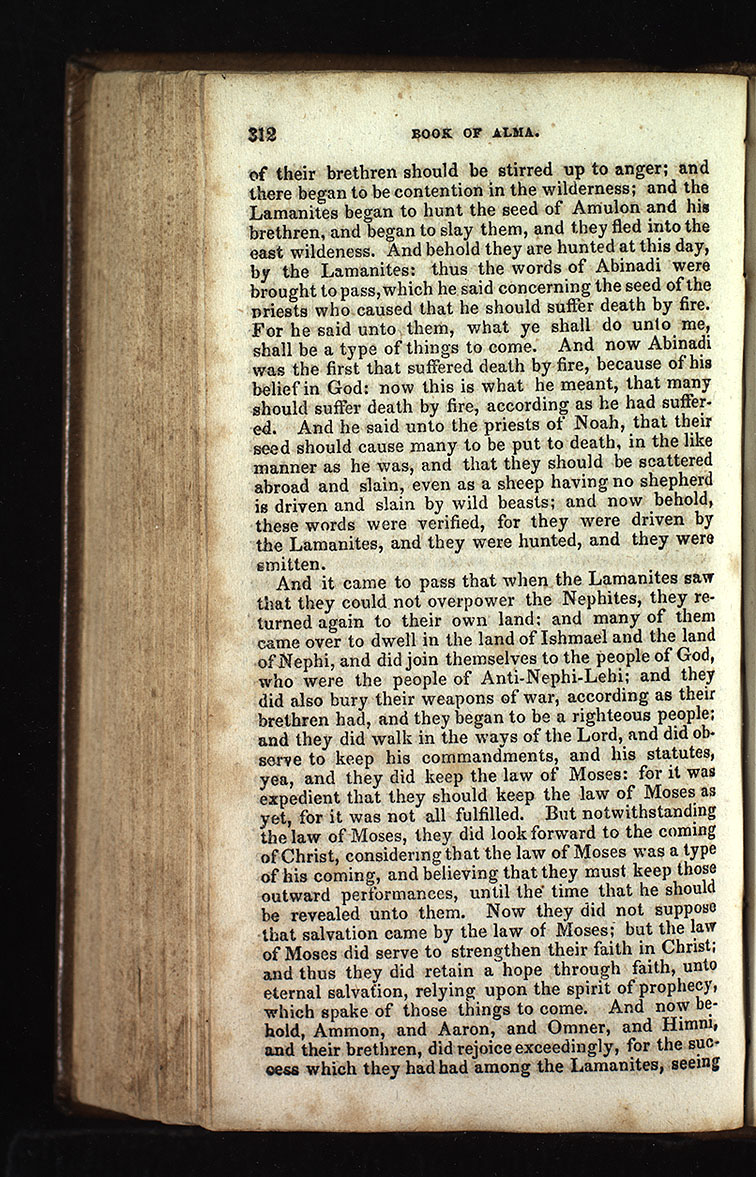 312 BOOK OF ALMA.
of their brethren should be stirred up to anger; and
there began to be contention in the wilderness; and the
Lamanites began to hunt the seed of Amulon and his
brethren, and began to slay them, and they fled into the
east wildeness. And behold they are hunted at this day,
by the Lamanites: thus the words of Abinadi were
brought to pass, which he said concerning the seed of the
priests who caused that he should suffer death by fire.
For he said unto them, what ye shall do unto me,
shall be a type of things to come. And now Abinadi
was the first that suffered death by fire, because of his
belief in God: now this is what he meant, that many
should suffer death by fire, according as he had suffer-
ed. And he said unto the priests of Noah, that their
seed should cause many to be put to death, in the like
manner as he was, and that they should be scattered
abroad and slain, even as a sheep having no shepherd
is driven and slain by wild beasts; and now behold,
these words were verified, for they were driven by
the Lamanites, and they were hunted, and they were
smitten.
And it came to pass that when the Lamanites saw
that they could not overpower the Nephites, they re-
turned again to their own land: and many of them
came over to dwell in the land of Ishmael and the land
of Nephi, and did join themselves to the people of God,
who were the people of Anti-Nephi-Lehi; and they
did also bury their weapons of war, according as their
brethren had, and they began to be a righteous people:
and they did walk in the ways of the Lord, and did ob-
serve to keep his commandments, and his statutes,
yea, and they did keep the law of Moses: for it was
expedient that they should keep the law of Moses as
yet, for it was not all fulfilled. But notwithstanding
the law of Moses, they did look forward to the coming
of Christ, considering that the law of Moses was a type
of his coming, and believing that they must keep those
outward performances, until the time that he should
be revealed unto them. Now they did not suppose
that salvation came by the law of Moses; but the law
of Moses did serve to strengthen their faith in Christ;
and thus they did retain a hope through faith, unto
eternal salvation, relying upon the spirit of prophecy,
which spake of those things to come. And now be-
hold, Ammon, and Aaron, and Omner, and Himni,
and their brethren, did rejoice exceedingly, for the suc-
cess which they had had among the Lamanites, seeing